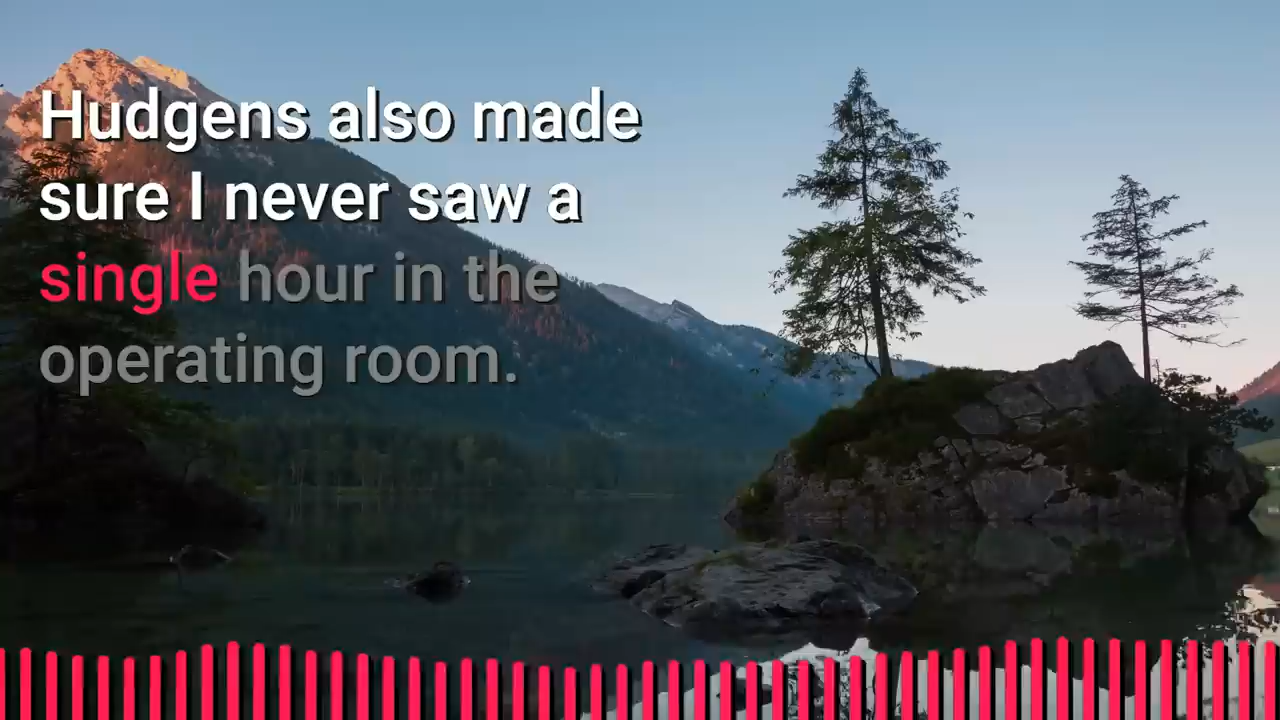 Hudgens also made
sure I never saw a
single hour in the
operating room.